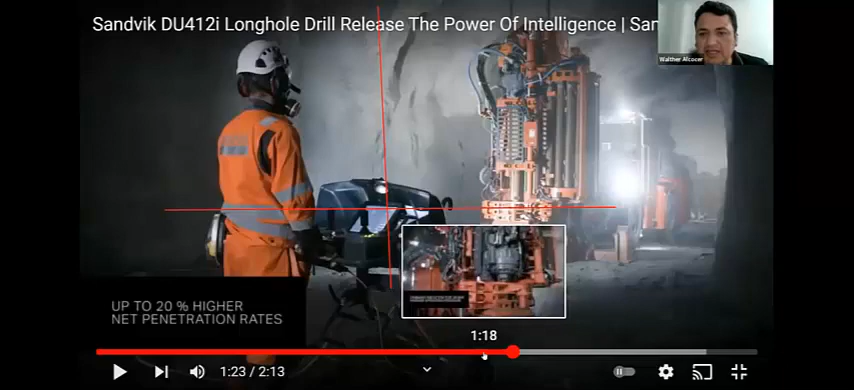 Sandvik DU412i Longhole Drill Release The Power Of Intelligence | San
Walther Alcocer
UP TO 20 % HIGHER
NET PENETRATION RATES
1:18
1:23 / 2:13